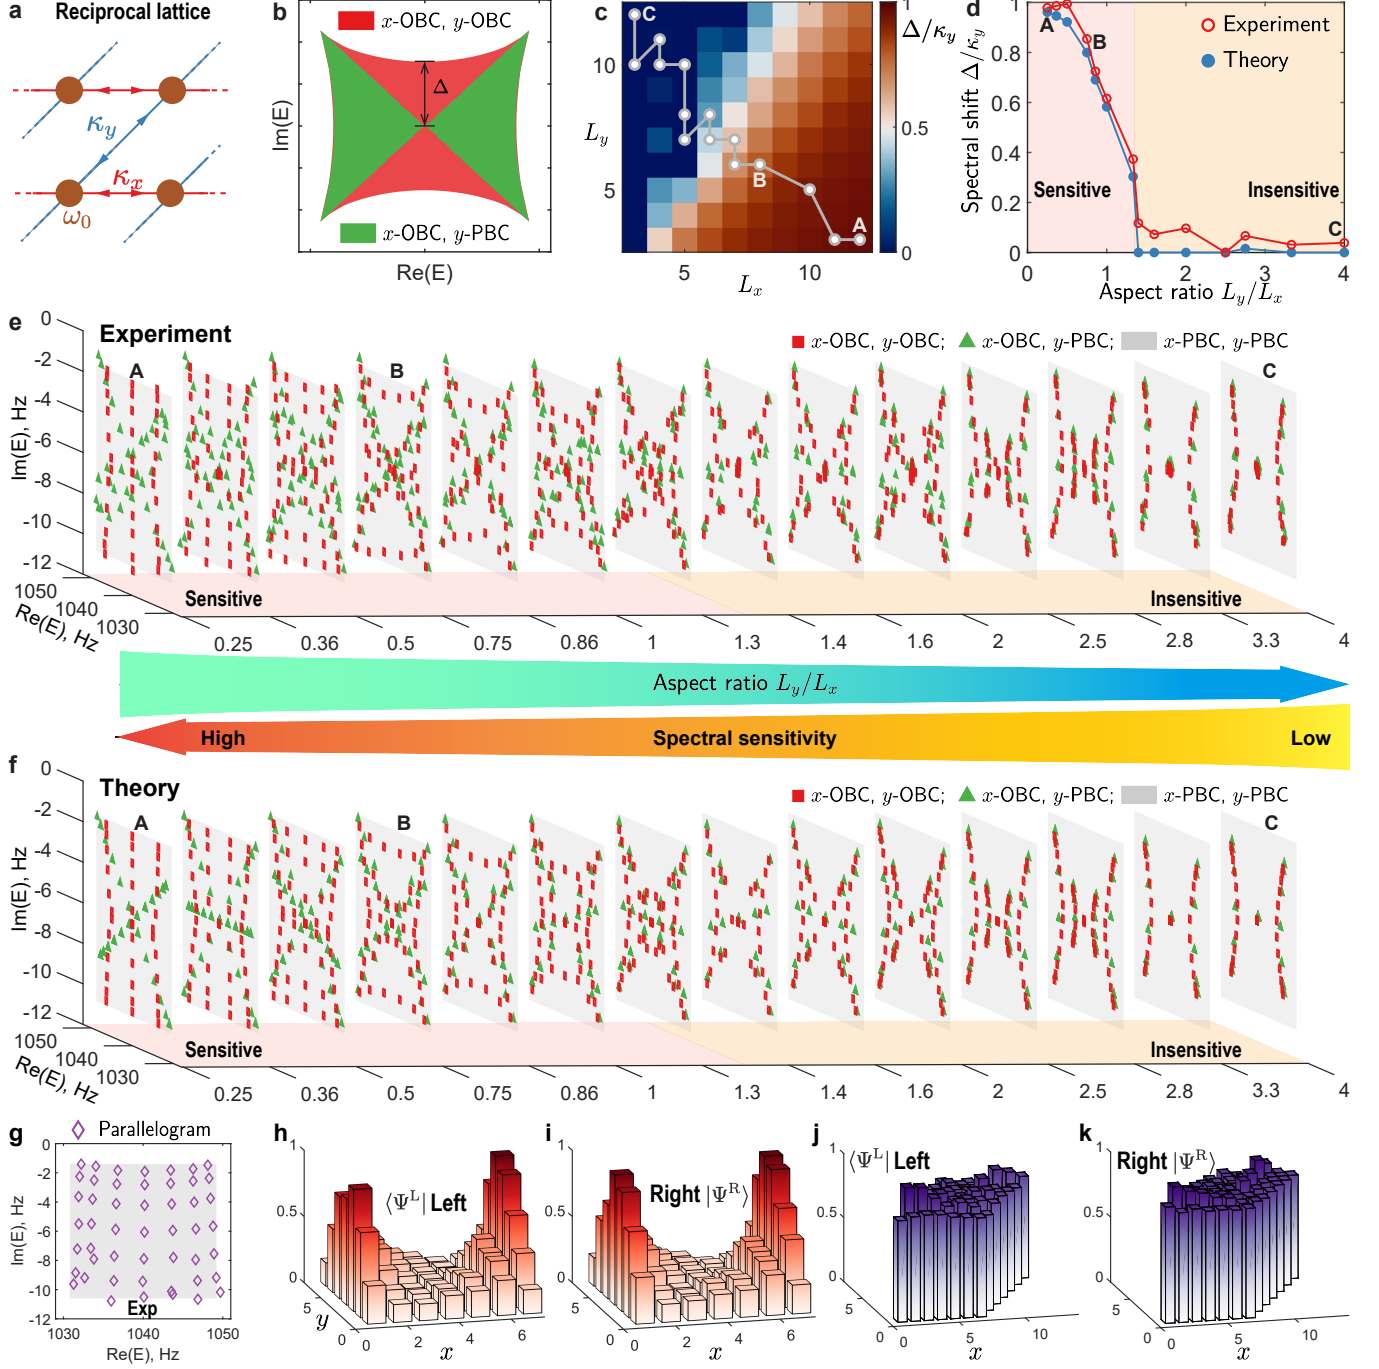 a Reciprocal lattice
κy
κx
ω0
b
x-OBC, y-OBC
Δ
x-OBC, y-PBC
Im(E)
Re(E)
c
C
B
A
10
5
Ly
5 10
Lx
1
Δ/κy
0.5
0
d
Spectral shift Δ/κy
1
0.8
0.6
0.4
0.2
0
A
B
C
Experiment
Theory
Sensitive
Insensitive
0 1 2 3 4
Aspect ratio Ly/Lx
e
Experiment
x-OBC, y-OBC; x-OBC, y-PBC; x-PBC, y-PBC
A B C
0
-2
-4
-6
-8
-10
-12
Im(E), Hz
1050
1040
1030
Re(E), Hz
Sensitive Insensitive
0.25 0.36 0.5 0.75 0.86 1 1.3 1.4 1.6 2 2.5 2.8 3.3 4
Aspect ratio Ly/Lx
High Spectral sensitivity Low
f
Theory
x-OBC, y-OBC; x-OBC, y-PBC; x-PBC, y-PBC
A B C
0
-2
-4
-6
-8
-10
-12
Im(E), Hz
1050
1040
1030
Re(E), Hz
Sensitive Insensitive
0.25 0.36 0.5 0.75 0.86 1 1.3 1.4 1.6 2 2.5 2.8 3.3 4
g
Parallelogram
0
-2
-4
-6
-8
-10
-12
Im(E), Hz
Exp
1030 1040 1050
Re(E), Hz
h
1
0.5
0
⟨Ψᴸ| Left
5
0
y
0 2 4 6
x
i
1
0.5
0
Right |Ψᴿ⟩
5
0
0 2 4 6
x
j
1
0.5
0
⟨Ψᴸ| Left
5
0
0 5 10
x
k
1
0.5
0
Right |Ψᴿ⟩
5
0
0 5 10
x